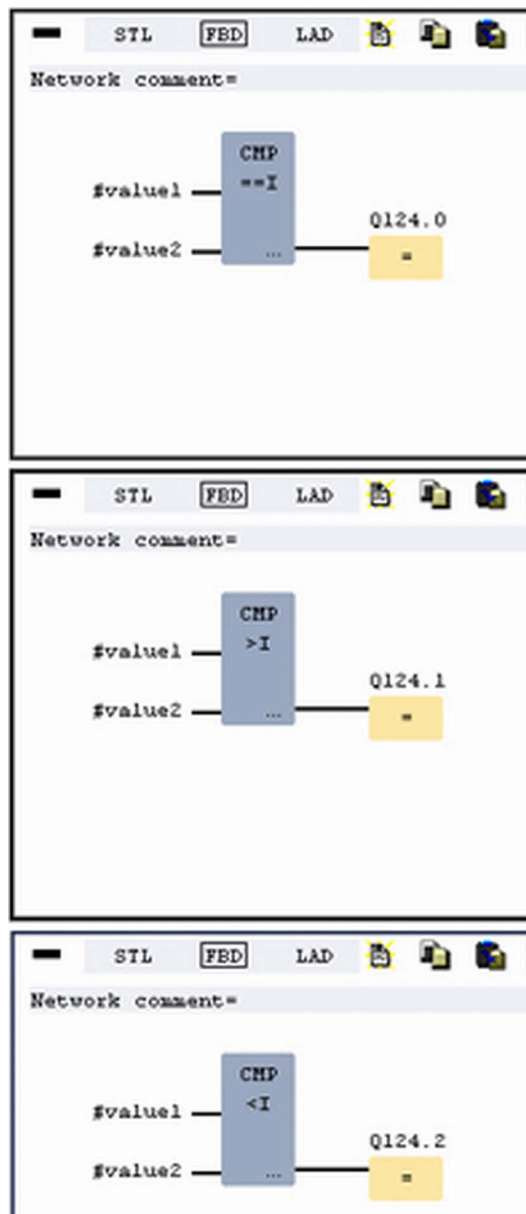 STL FBD LAD
Network comment=
CMP
==I
#value1
#value2
...
Q124.0
=
STL FBD LAD
Network comment=
CMP
>I
#value1
#value2
...
Q124.1
=
STL FBD LAD
Network comment=
CMP
<I
#value1
#value2
...
Q124.2
=